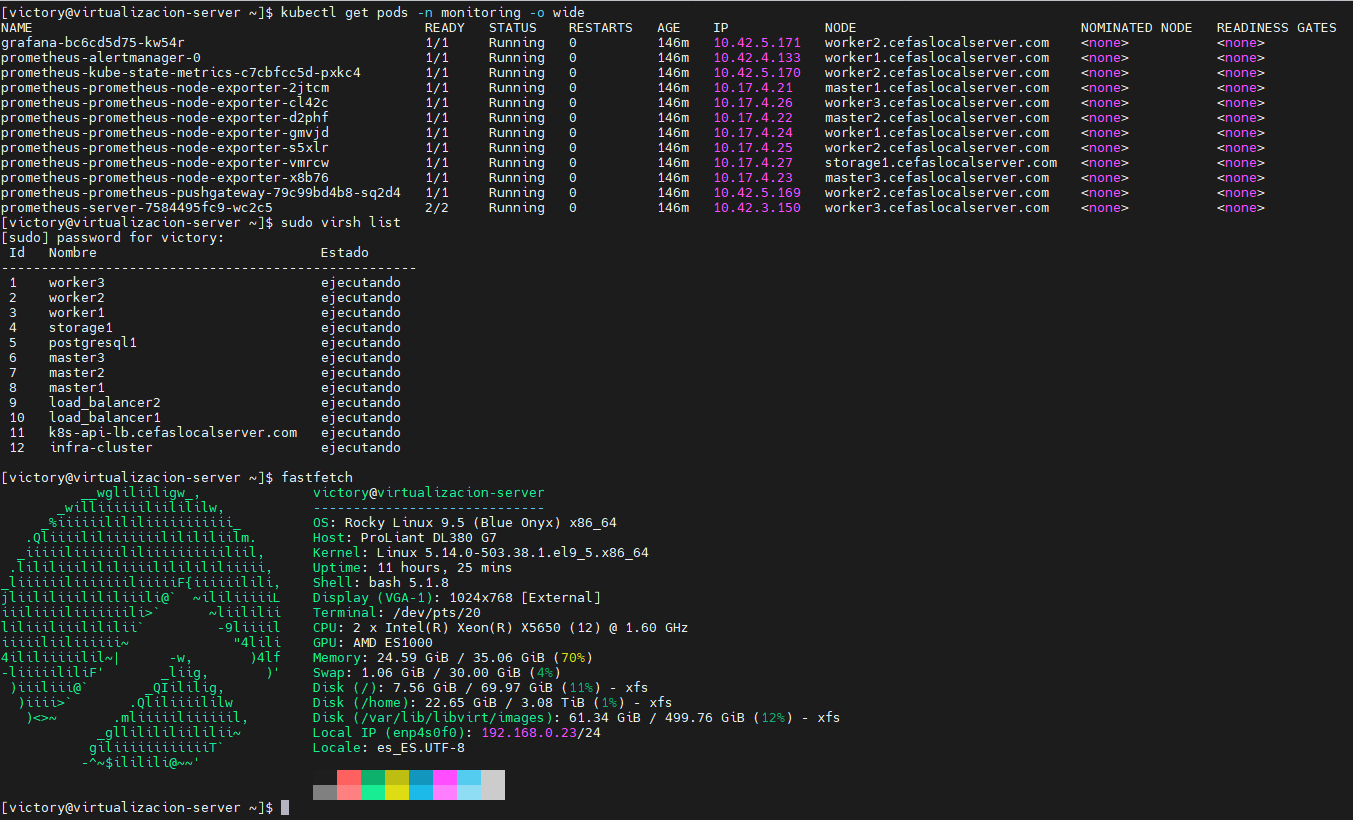 [victory@virtualizacion-server ~]$ kubectl get pods -n monitoring -o wide
NAME READY STATUS RESTARTS AGE IP NODE NOMINATED NODE READINESS GATES
grafana-bc6cd5d75-kw54r 1/1 Running 0 146m 10.42.5.171 worker2.cefaslocalserver.com <none> <none>
prometheus-alertmanager-0 1/1 Running 0 146m 10.42.4.133 worker1.cefaslocalserver.com <none> <none>
prometheus-kube-state-metrics-c7cbfcc5d-pxkc4 1/1 Running 0 146m 10.42.5.170 worker2.cefaslocalserver.com <none> <none>
prometheus-prometheus-node-exporter-2jtcm 1/1 Running 0 146m 10.17.4.21 master1.cefaslocalserver.com <none> <none>
prometheus-prometheus-node-exporter-cl42c 1/1 Running 0 146m 10.17.4.26 worker3.cefaslocalserver.com <none> <none>
prometheus-prometheus-node-exporter-d2phf 1/1 Running 0 146m 10.17.4.22 master2.cefaslocalserver.com <none> <none>
prometheus-prometheus-node-exporter-gmvjd 1/1 Running 0 146m 10.17.4.24 worker1.cefaslocalserver.com <none> <none>
prometheus-prometheus-node-exporter-s5xlr 1/1 Running 0 146m 10.17.4.25 worker2.cefaslocalserver.com <none> <none>
prometheus-prometheus-node-exporter-vmrcw 1/1 Running 0 146m 10.17.4.27 storage1.cefaslocalserver.com <none> <none>
prometheus-prometheus-node-exporter-x8b76 1/1 Running 0 146m 10.17.4.23 master3.cefaslocalserver.com <none> <none>
prometheus-prometheus-pushgateway-79c99bd4b8-sq2d4 1/1 Running 0 146m 10.42.5.169 worker2.cefaslocalserver.com <none> <none>
prometheus-server-7584495fc9-wc2c5 2/2 Running 0 146m 10.42.3.150 worker3.cefaslocalserver.com <none> <none>
[victory@virtualizacion-server ~]$ sudo virsh list
[sudo] password for victory:
Id Nombre Estado
----------------------------------------------------
1 worker3 ejecutando
2 worker2 ejecutando
3 worker1 ejecutando
4 storage1 ejecutando
5 postgresql1 ejecutando
6 master3 ejecutando
7 master2 ejecutando
8 master1 ejecutando
9 load_balancer2 ejecutando
10 load_balancer1 ejecutando
11 k8s-api-lb.cefaslocalserver.com ejecutando
12 infra-cluster ejecutando
[victory@virtualizacion-server ~]$ fastfetch
victory@virtualizacion-server
-----------------------------
OS: Rocky Linux 9.5 (Blue Onyx) x86_64
Host: ProLiant DL380 G7
Kernel: Linux 5.14.0-503.38.1.el9_5.x86_64
Uptime: 11 hours, 25 mins
Shell: bash 5.1.8
Display (VGA-1): 1024x768 [External]
Terminal: /dev/pts/20
CPU: 2 x Intel(R) Xeon(R) X5650 (12) @ 1.60 GHz
GPU: AMD ES1000
Memory: 24.59 GiB / 35.06 GiB (70%)
Swap: 1.06 GiB / 30.00 GiB (4%)
Disk (/): 7.56 GiB / 69.97 GiB (11%) - xfs
Disk (/home): 22.65 GiB / 3.08 TiB (1%) - xfs
Disk (/var/lib/libvirt/images): 61.34 GiB / 499.76 GiB (12%) - xfs
Local IP (enp4s0f0): 192.168.0.23/24
Locale: es_ES.UTF-8
[victory@virtualizacion-server ~]$